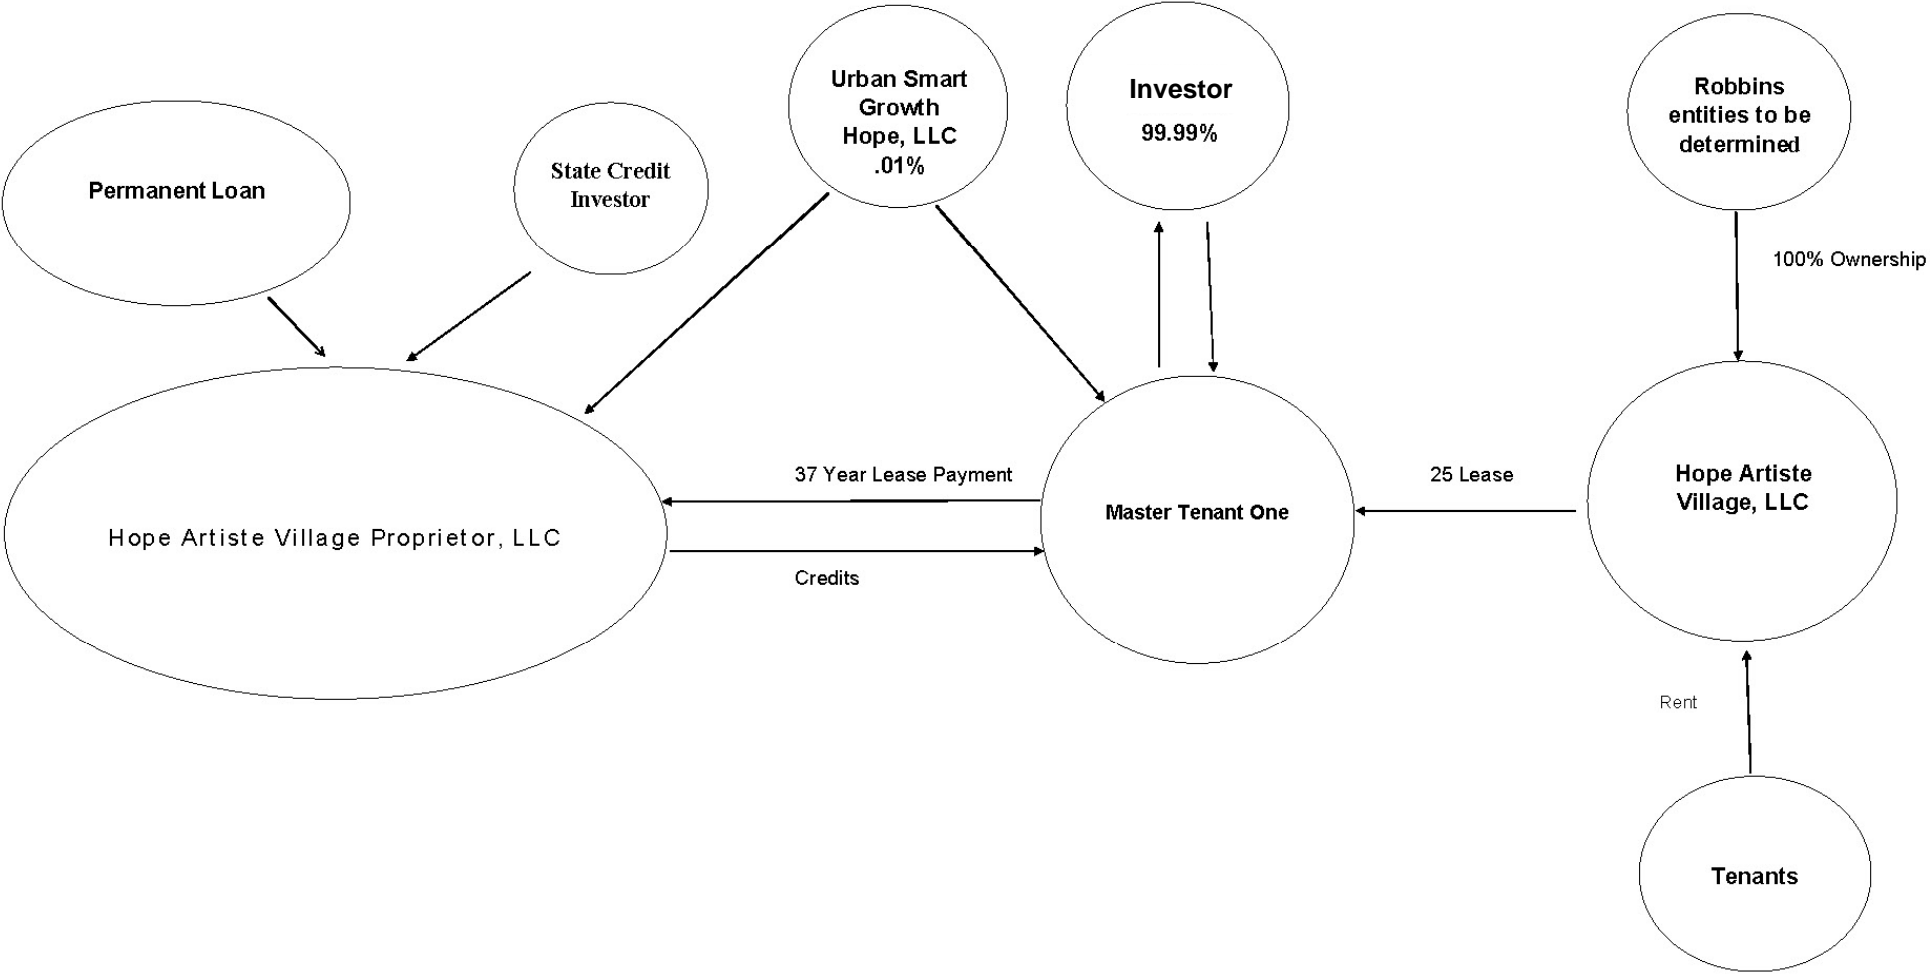 Permanent Loan
State Credit
Investor
Urban Smart
Growth
Hope, LLC
.01%
Investor
99.99%
Robbins
entities to be
determined
100% Ownership
Hope Artiste Village Proprietor, LLC
37 Year Lease Payment
Credits
Master Tenant One
25 Lease
Hope Artiste
Village, LLC
Rent
Tenants